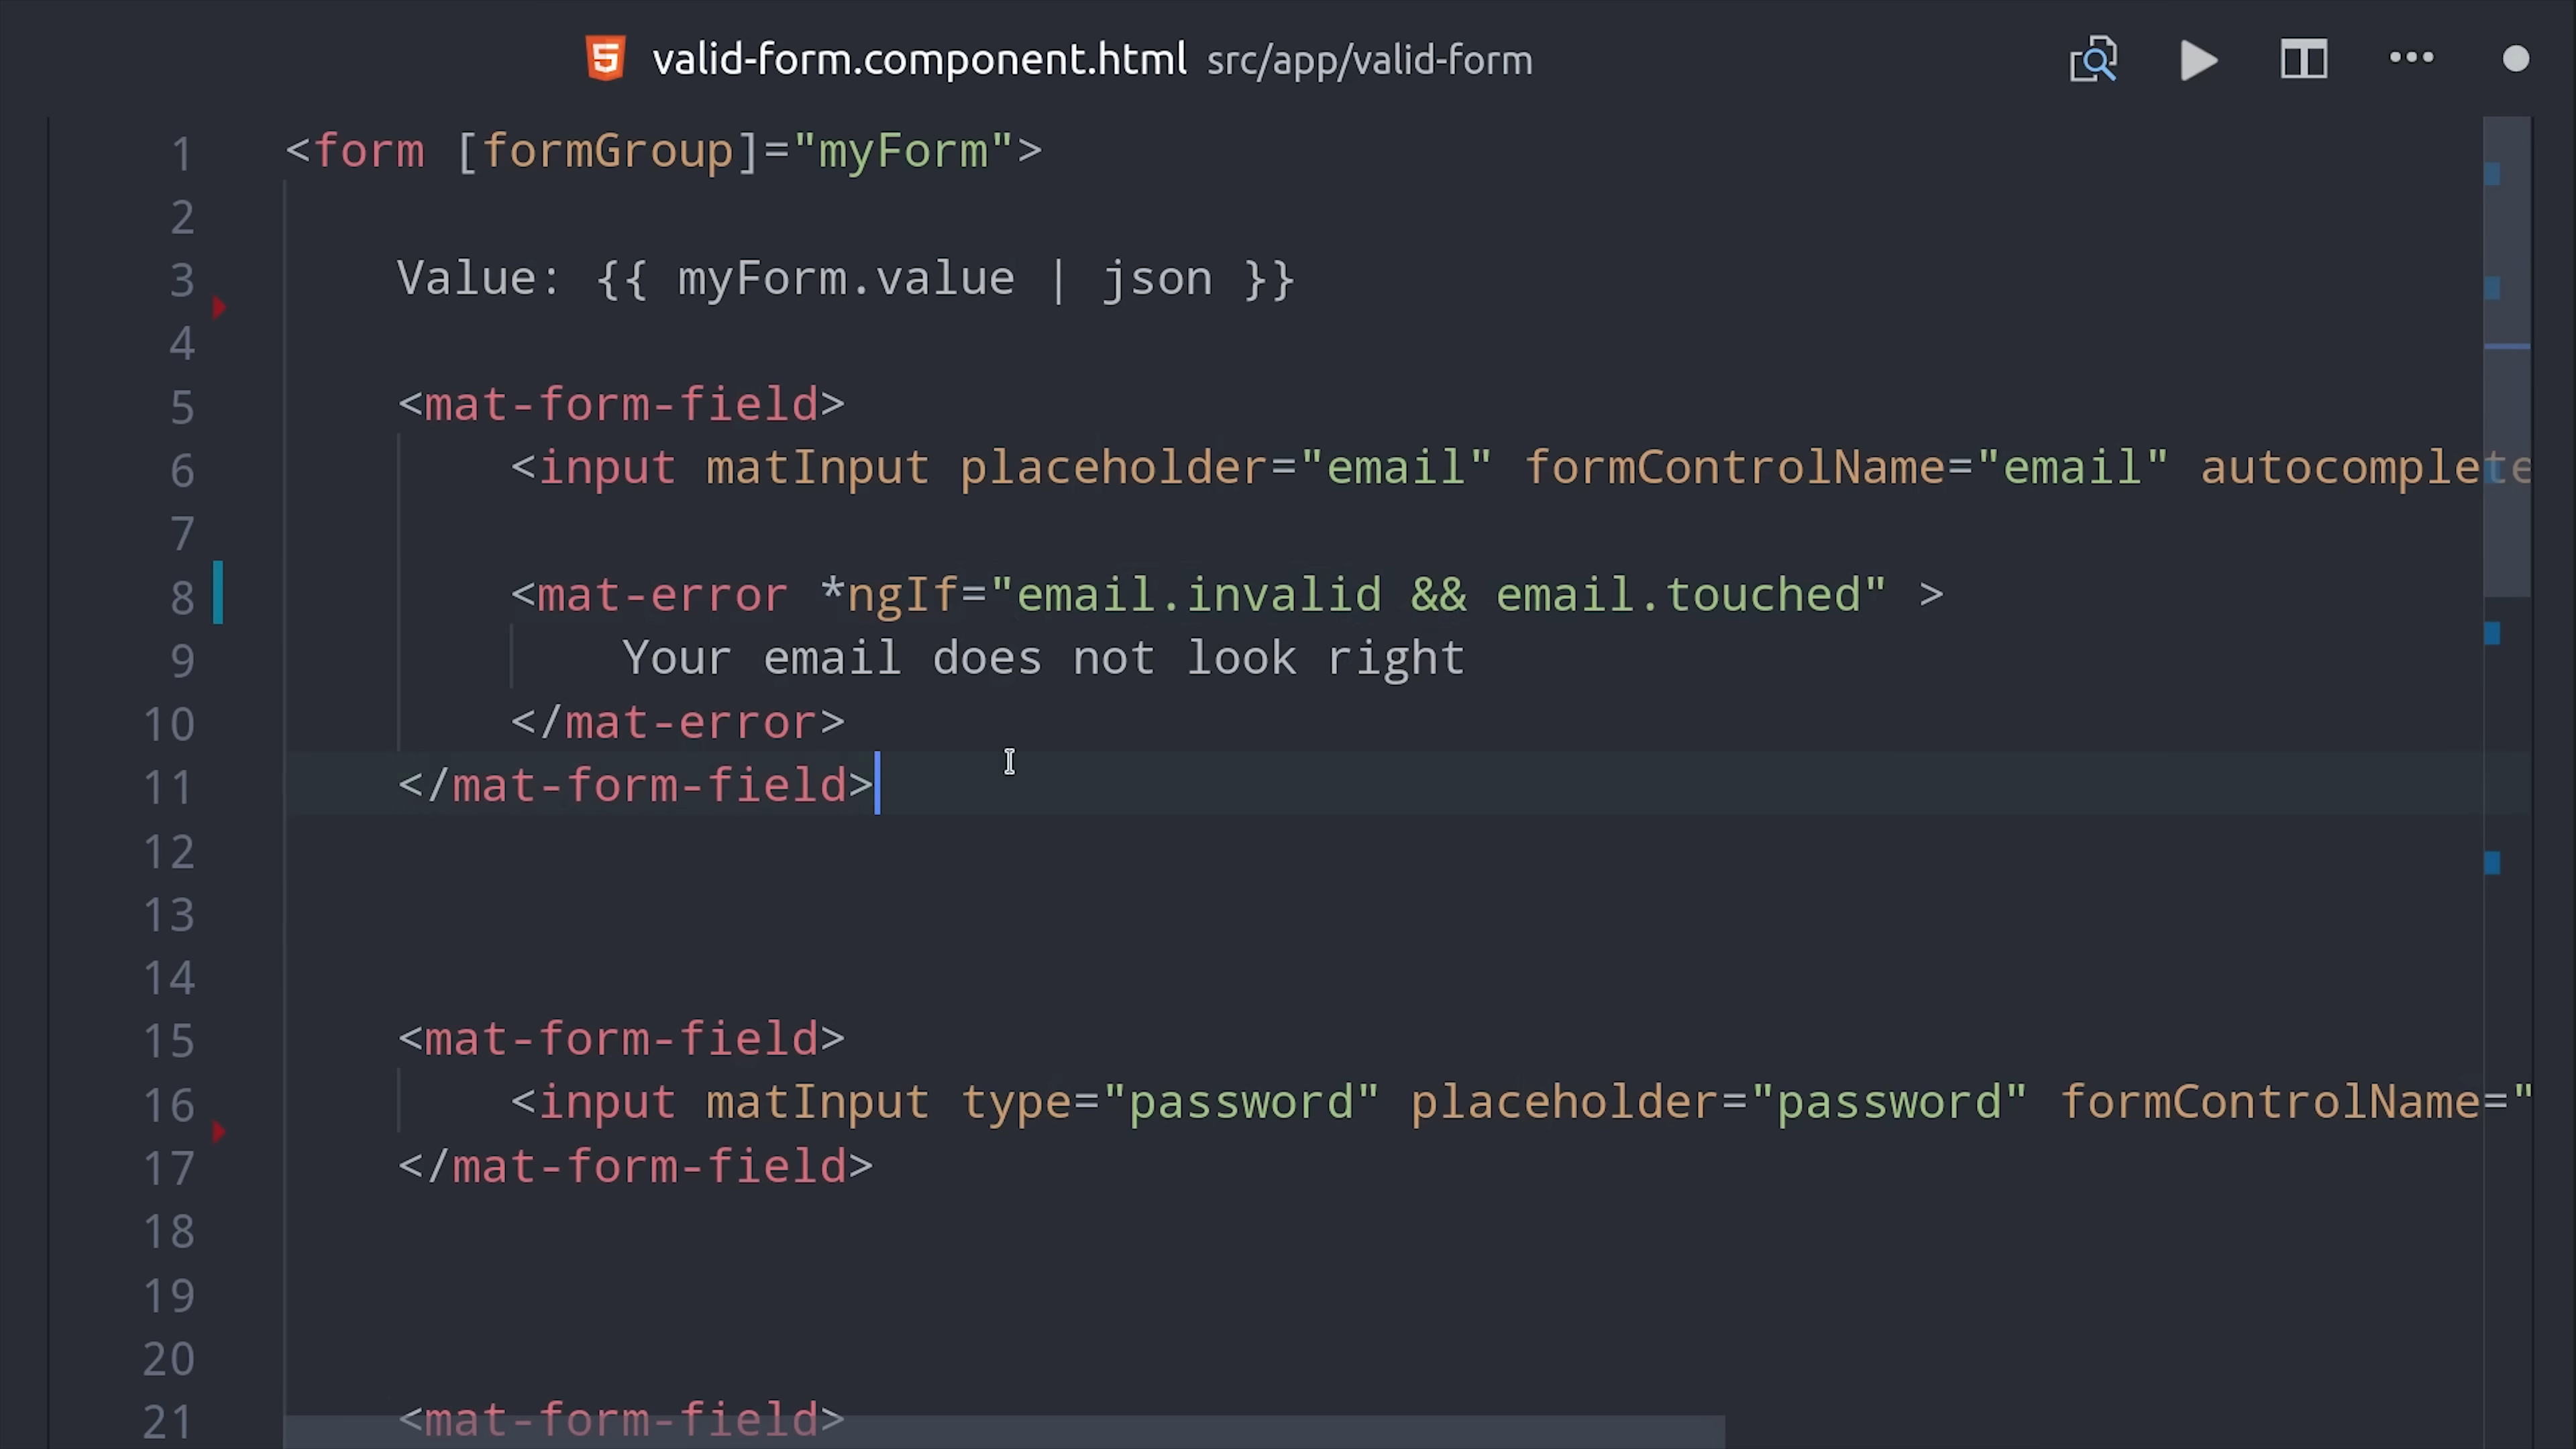 valid-form.component.html src/app/valid-form
1 <form [formGroup]="myForm">
2
3 Value: {{ myForm.value | json }}
4
5 <mat-form-field>
6 <input matInput placeholder="email" formControlName="email" autocomplete
7
8 <mat-error *ngIf="email.invalid && email.touched" >
9 Your email does not look right
10 </mat-error>
11 </mat-form-field>
12
13
14
15 <mat-form-field>
16 <input matInput type="password" placeholder="password" formControlName="
17 </mat-form-field>
18
19
20
21 <mat-form-field>